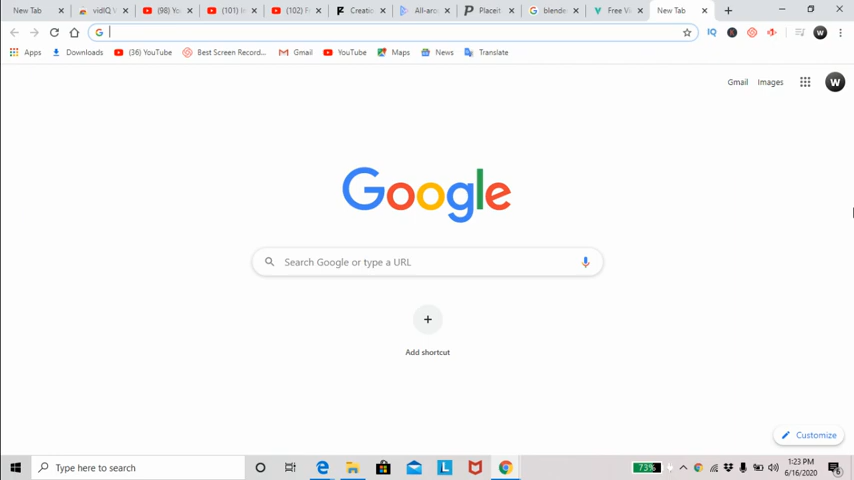 New Tab vidIQ V (98) Yo (101) I (102) F Creatio All-aro Placeit blende Free Vi New Tab
Apps Downloads (36) YouTube Best Screen Record... Gmail YouTube Maps News Translate
Gmail Images W
Google
Search Google or type a URL
Add shortcut
Customize
Type here to search
73%
1:23 PM
6/16/2020